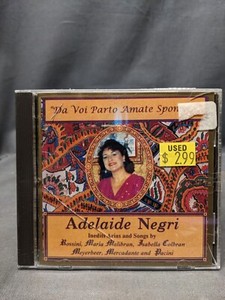 "Da Voi Parto Amate Spon
USED
$ 2.99
Adelaide Negri
Inedits Arias and Songs by
Rossini, Maria Malibran, Isabella Colbran
Meyerbeer, Mercadante and Pacini